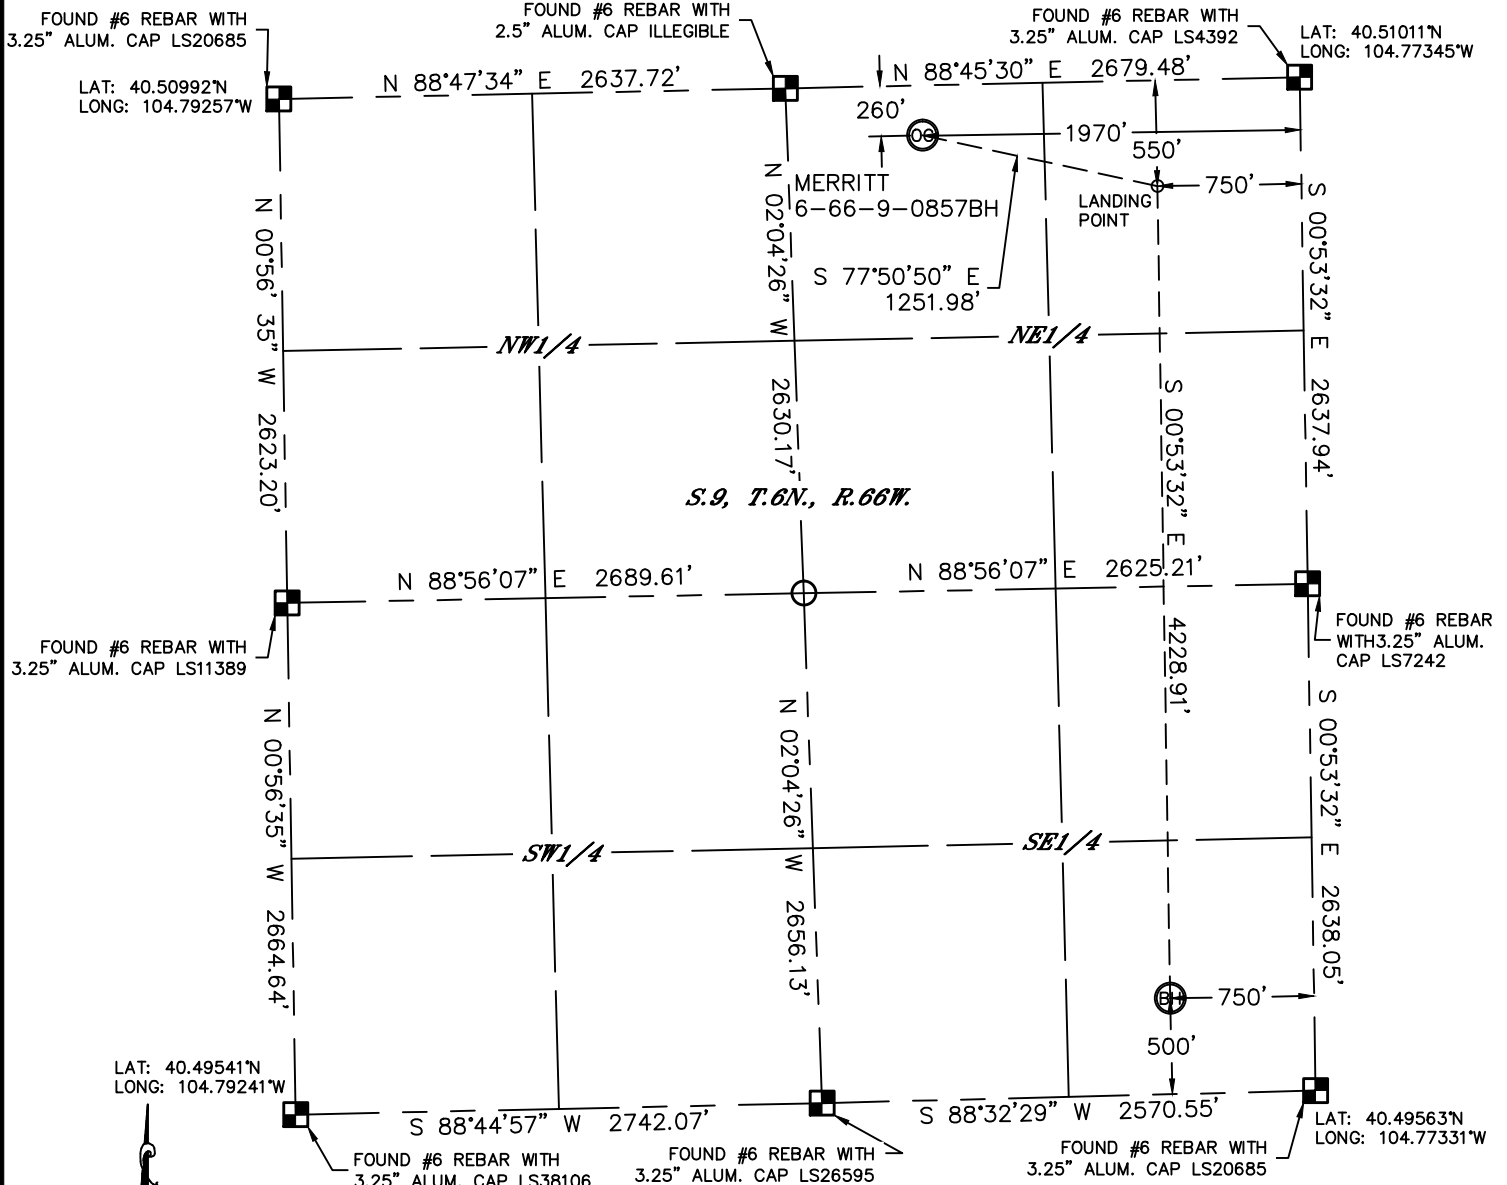 FOUND #6 REBAR WITH
3.25" ALUM. CAP LS20685
FOUND #6 REBAR WITH
2.5" ALUM. CAP ILLEGIBLE
FOUND #6 REBAR WITH
3.25" ALUM. CAP LS4392
LAT: 40.51011°N
LONG: 104.77345°W
LAT: 40.50992°N
LONG: 104.79257°W
N 88°47'34" E 2637.72'
N 88°45'30" E 2679.48'
260'
OG
1970'
550'
MERRITT
6-66-9-0857BH
LANDING
POINT
750'
S 77°50'50" E
1251.98'
N 00°56' 35" W 2623.20'
N 02°04'26" W 2630.17'
S 00°53'32" E 2637.94'
NW1/4
NE1/4
S 00°53'32" E 4228.91'
S.9, T.6N., R.66W.
N 88°56'07" E 2689.61'
N 88°56'07" E 2625.21'
FOUND #6 REBAR WITH
3.25" ALUM. CAP LS11389
FOUND #6 REBAR
WITH3.25" ALUM.
CAP LS7242
N 00°56'35" W 2664.64'
N 02°04'26" W 2656.13'
S 00°53'32" E 2638.05'
SW1/4
SE1/4
BH
750'
500'
LAT: 40.49541°N
LONG: 104.79241°W
S 88°44'57" W 2742.07'
S 88°32'29" W 2570.55'
LAT: 40.49563°N
LONG: 104.77331°W
FOUND #6 REBAR WITH
3.25" ALUM. CAP LS38106
FOUND #6 REBAR WITH
3.25" ALUM. CAP LS26595
FOUND #6 REBAR WITH
3.25" ALUM. CAP LS20685